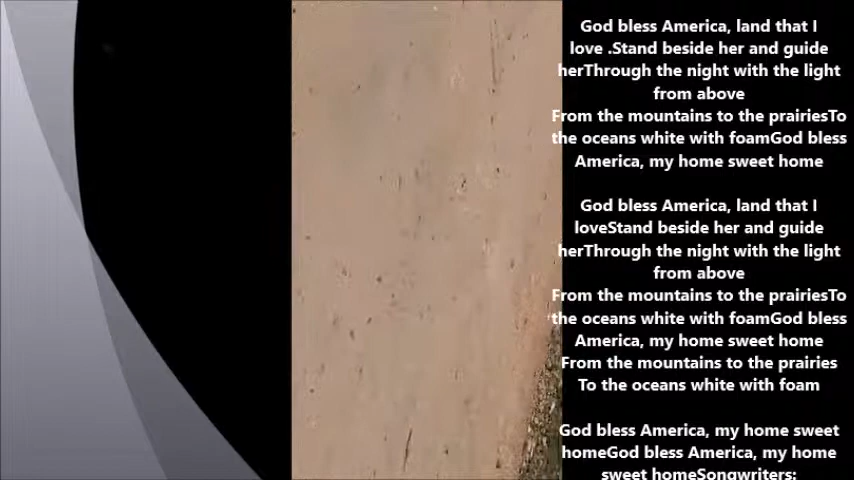 God bless America, land that I
love .Stand beside her and guide
herThrough the night with the light
from above
From the mountains to the prairiesTo
the oceans white with foamGod bless
America, my home sweet home
God bless America, land that I
loveStand beside her and guide
herThrough the night with the light
from above
From the mountains to the prairiesTo
the oceans white with foamGod bless
America, my home sweet home
From the mountains to the prairies
To the oceans white with foam
God bless America, my home sweet
homeGod bless America, my home
sweet homeSongwriters: